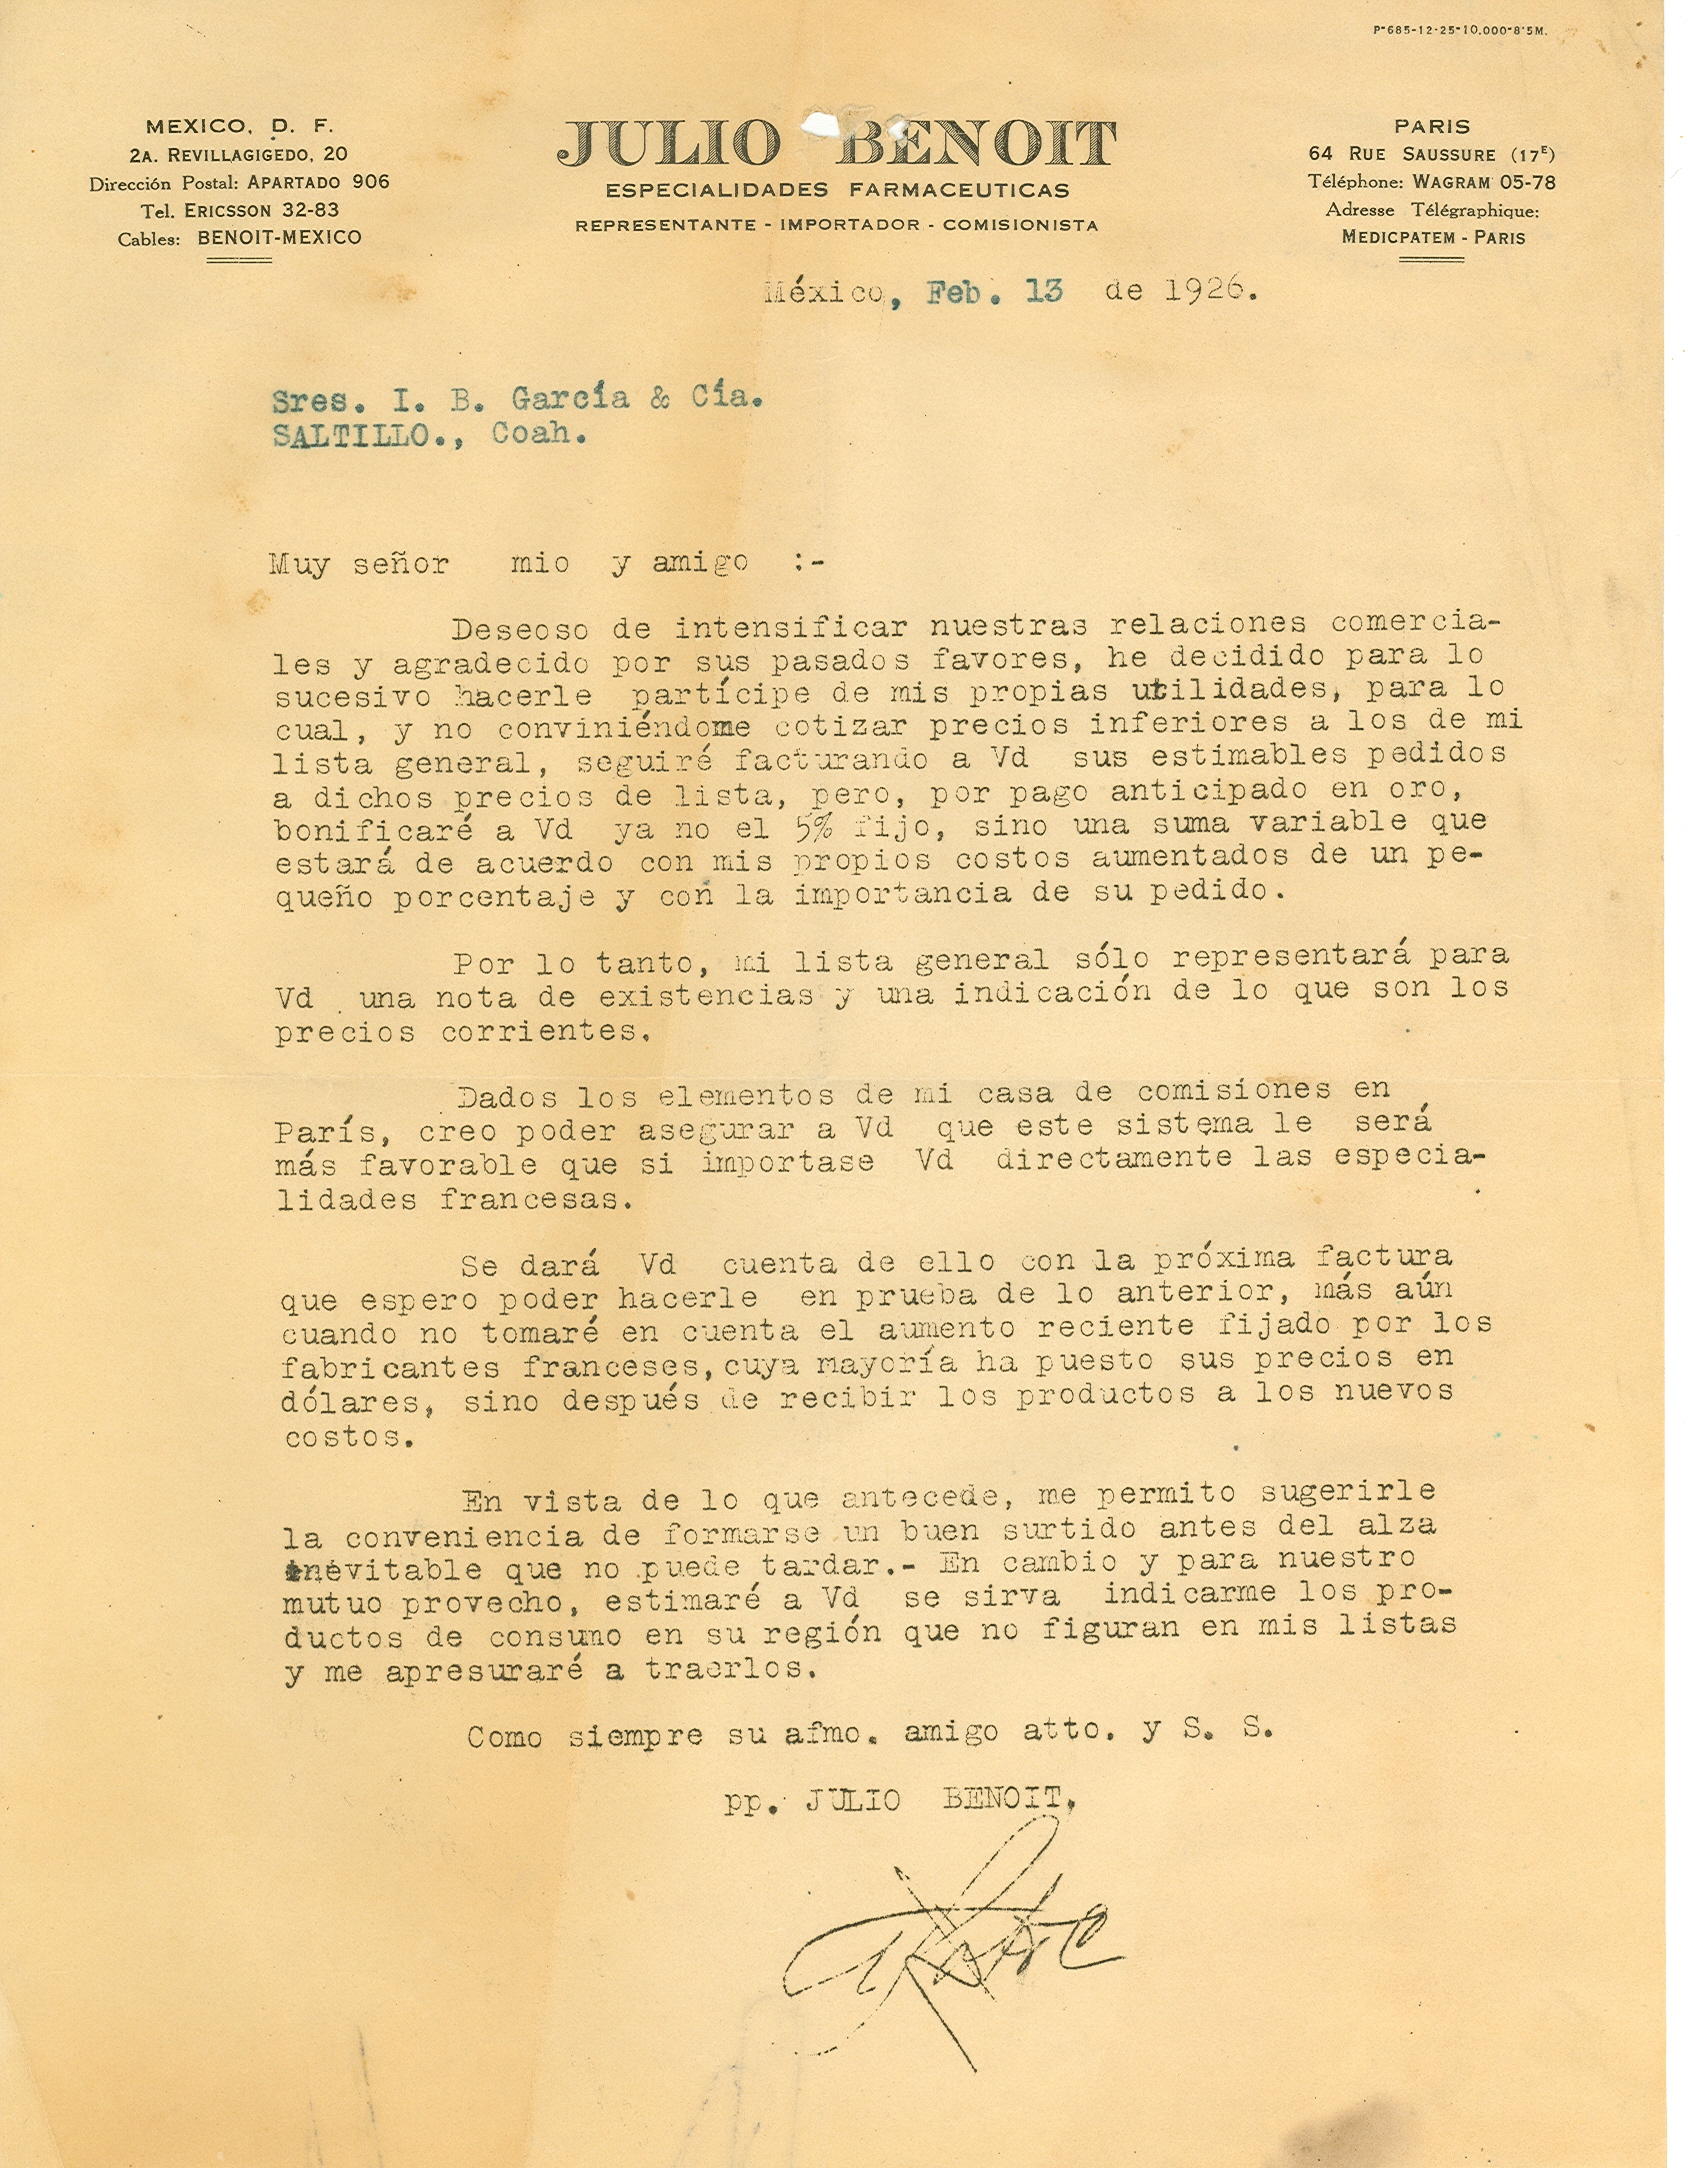 P-685-12-25-10.000-8'5M.
MEXICO, D. F.
2A. REVILLAGIGEDO, 20
Dirección Postal: APARTADO 906
Tel. ERICSSON 32-83
Cables: BENOIT-MEXICO
JULIO BENOIT
ESPECIALIDADES FARMACEUTICAS
REPRESENTANTE - IMPORTADOR - COMISIONISTA
PARIS
64 RUE SAUSSURE (17E)
Téléphone: WAGRAM 05-78
Adresse Télégraphique:
MEDICPATEM - PARIS
México, Feb. 13 de 1926.
Sres. I. B. García & Cía.
SALTILLO., Coah.
Muy señor mio y amigo :-
Deseoso de intensificar nuestras relaciones comercia-
les y agradecido por sus pasados favores, he decidido para lo
sucesivo hacerle partícipe de mis propias utilidades, para lo
cual, y no conviniéndome cotizar precios inferiores a los de mi
lista general, seguiré facturando a Vd sus estimables pedidos
a dichos precios de lista, pero, por pago anticipado en oro,
bonificaré a Vd ya no el 5% fijo, sino una suma variable que
estará de acuerdo con mis propios costos aumentados de un pe-
queño porcentaje y con la importancia de su pedido.
Por lo tanto, mi lista general sólo representará para
Vd una nota de existencias y una indicación de lo que son los
precios corrientes.
Dados los elementos de mi casa de comisiones en
París, creo poder asegurar a Vd que este sistema le será
más favorable que si importase Vd directamente las especia-
lidades francesas.
Se dará Vd cuenta de ello con la próxima factura
que espero poder hacerle en prueba de lo anterior, más aún
cuando no tomaré en cuenta el aumento reciente fijado por los
fabricantes franceses, cuya mayoría ha puesto sus precios en
dólares, sino después de recibir los productos a los nuevos
costos.
En vista de lo que antecede, me permito sugerirle
la conveniencia de formarse un buen surtido antes del alza
inévitable que no puede tardar.- En cambio y para nuestro
mutuo provecho, estimaré a Vd se sirva indicarme los pro-
ductos de consumo en su región que no figuran en mis listas
y me apresuraré a traerlos.
Como siempre su afmo. amigo atto. y S. S.
pp. JULIO BENOIT.